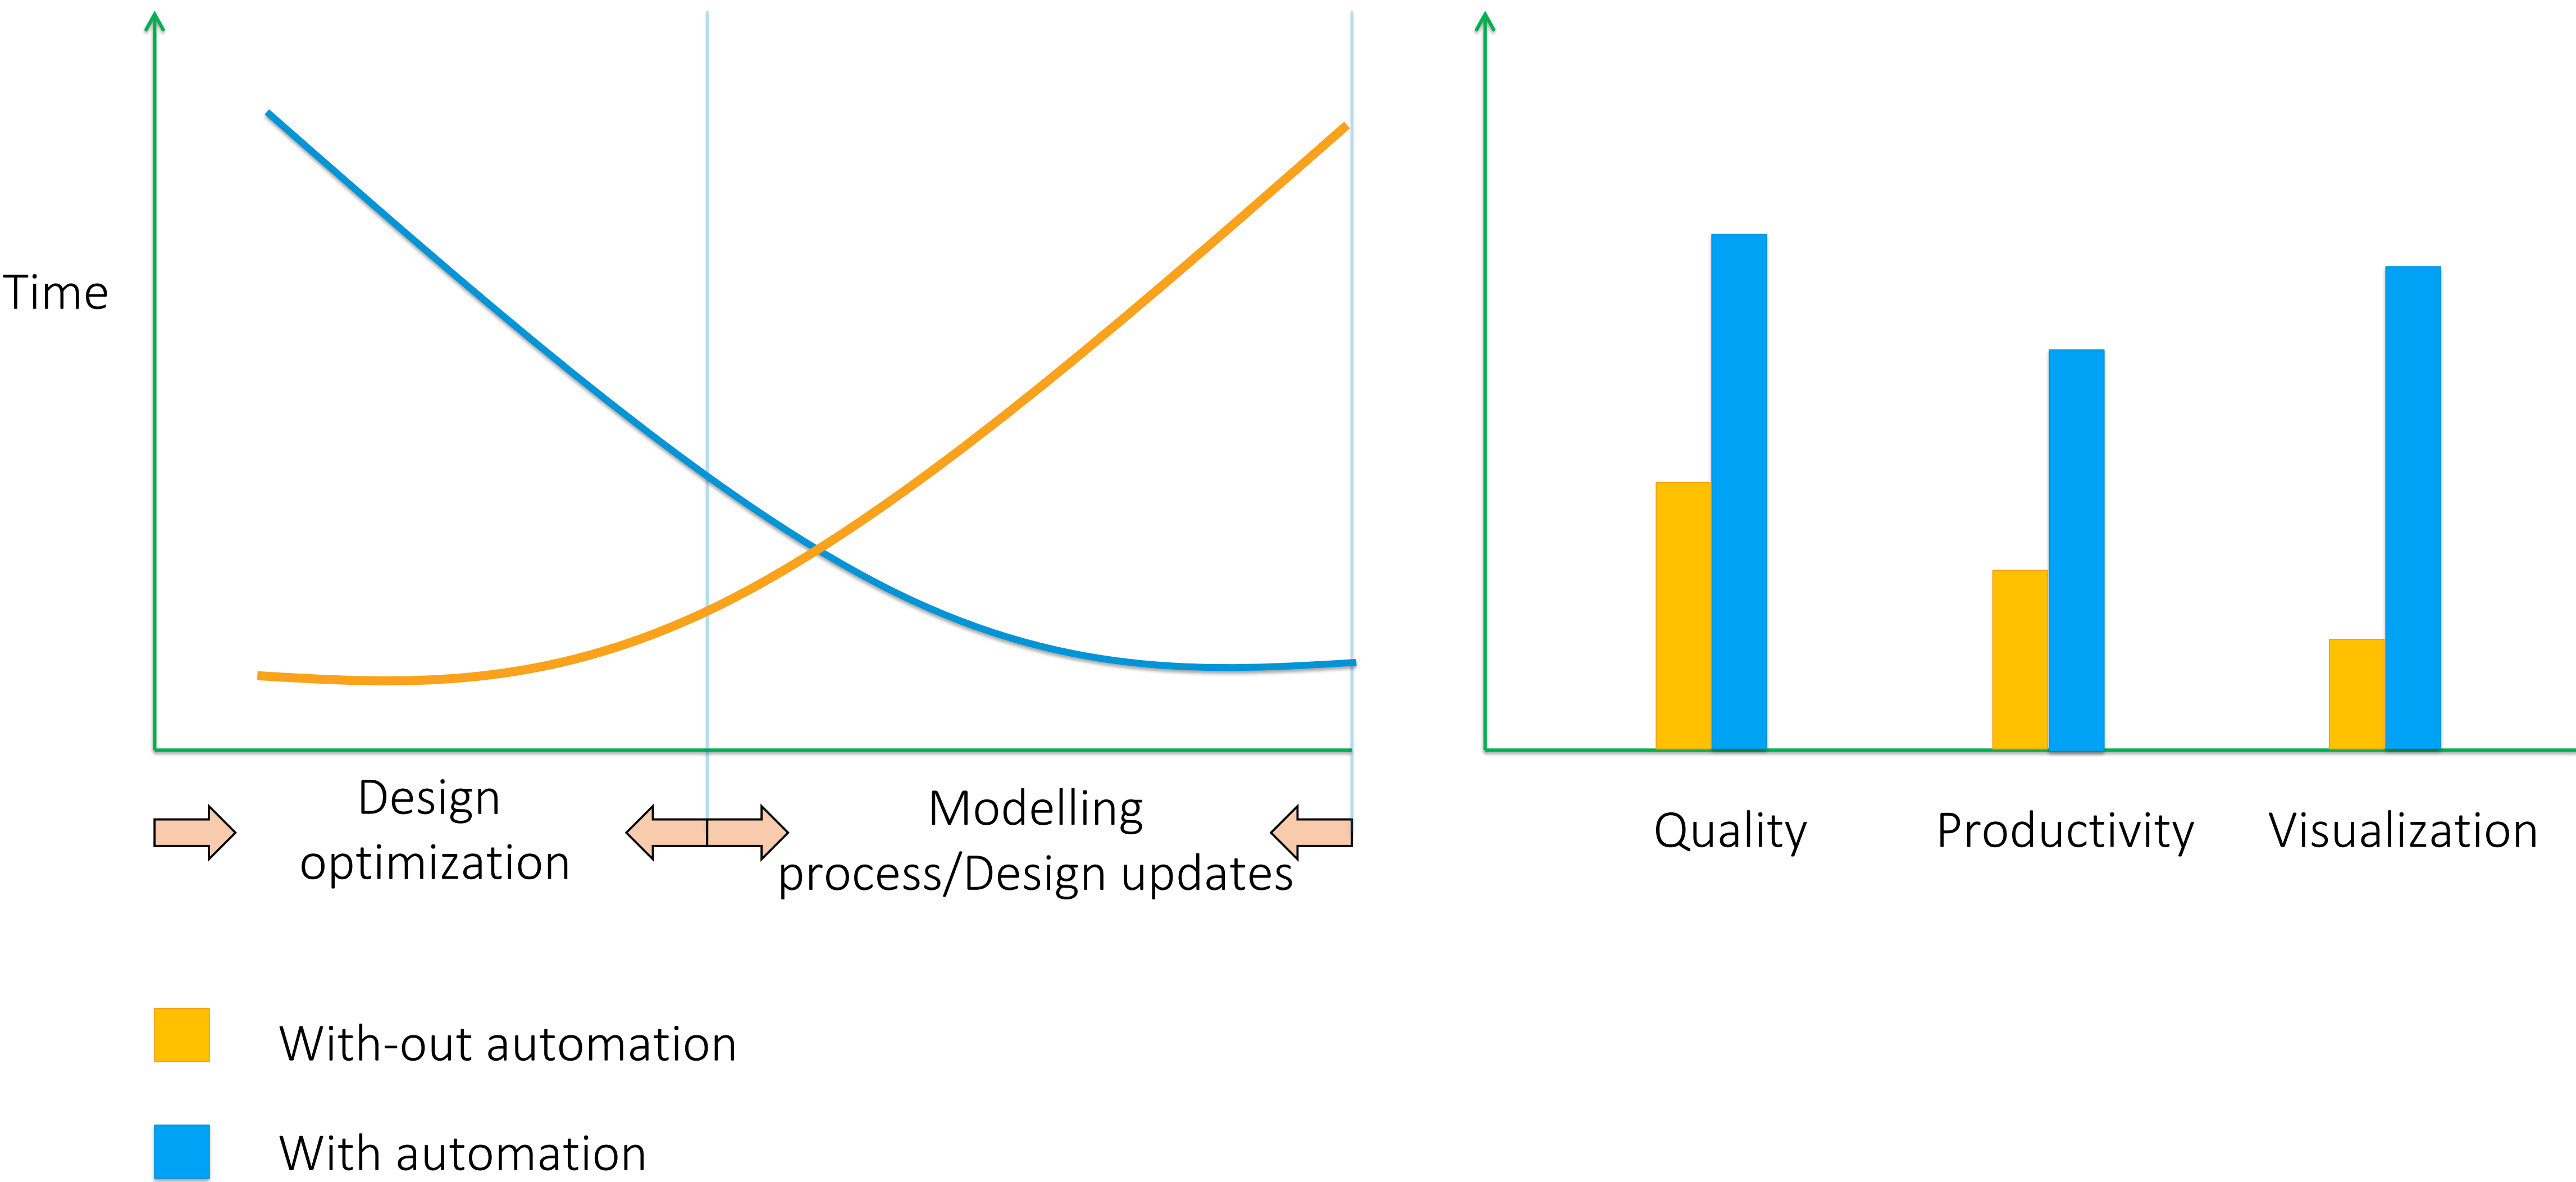 Time
Design
optimization
Modelling
process/Design updates
Quality
Productivity
Visualization
With-out automation
With automation